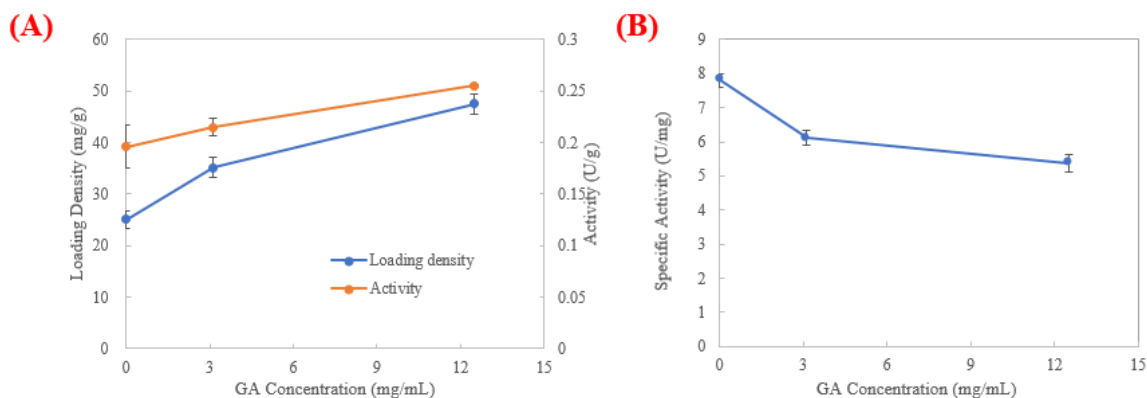 (A)
60
50
40
30
20
10
0
Loading Density (mg/g)
0.3
0.25
0.2
0.15
0.1
0.05
0
Activity (U/g)
Loading density
Activity
0 3 6 9 12 15
GA Concentration (mg/mL)
(B)
9
8
7
6
5
4
3
2
1
0
Specific Activity (U/mg)
0 3 6 9 12 15
GA Concentration (mg/mL)